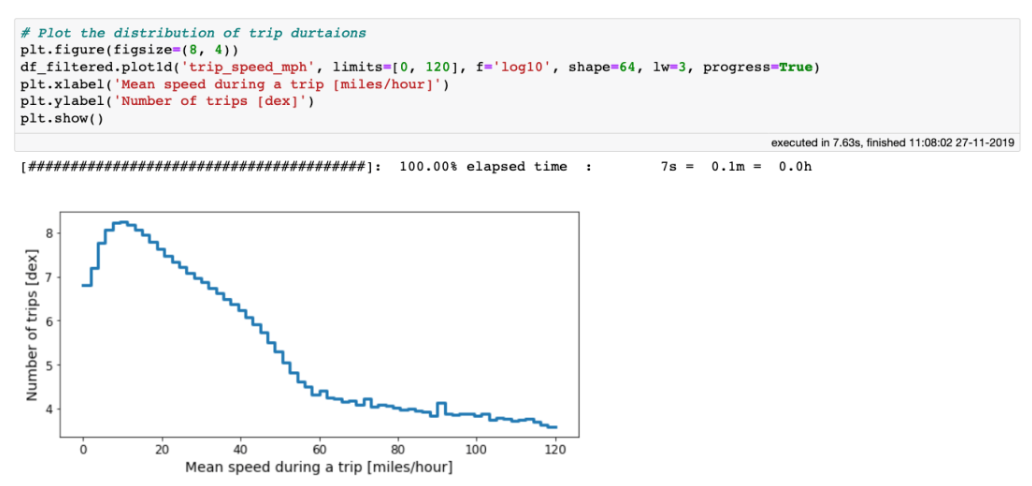 # Plot the distribution of trip durtaions
plt.figure(figsize=(8, 4))
df_filtered.plot1d('trip_speed_mph', limits=[0, 120], f='log10', shape=64, lw=3, progress=True)
plt.xlabel('Mean speed during a trip [miles/hour]')
plt.ylabel('Number of trips [dex]')
plt.show()
executed in 7.63s, finished 11:08:02 27-11-2019
[########################################]: 100.00% elapsed time : 7s = 0.1m = 0.0h
Number of trips [dex]
8
7
6
5
4
0 20 40 60 80 100 120
Mean speed during a trip [miles/hour]